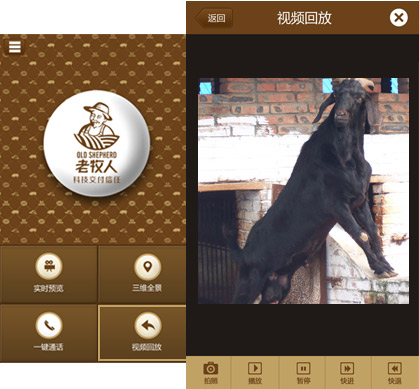 OLD SHEPHERD
老牧人
科技交付信任
实时预览
三维全景
一键通话
视频回放
返回
视频回放
拍照
播放
暂停
快进
快退